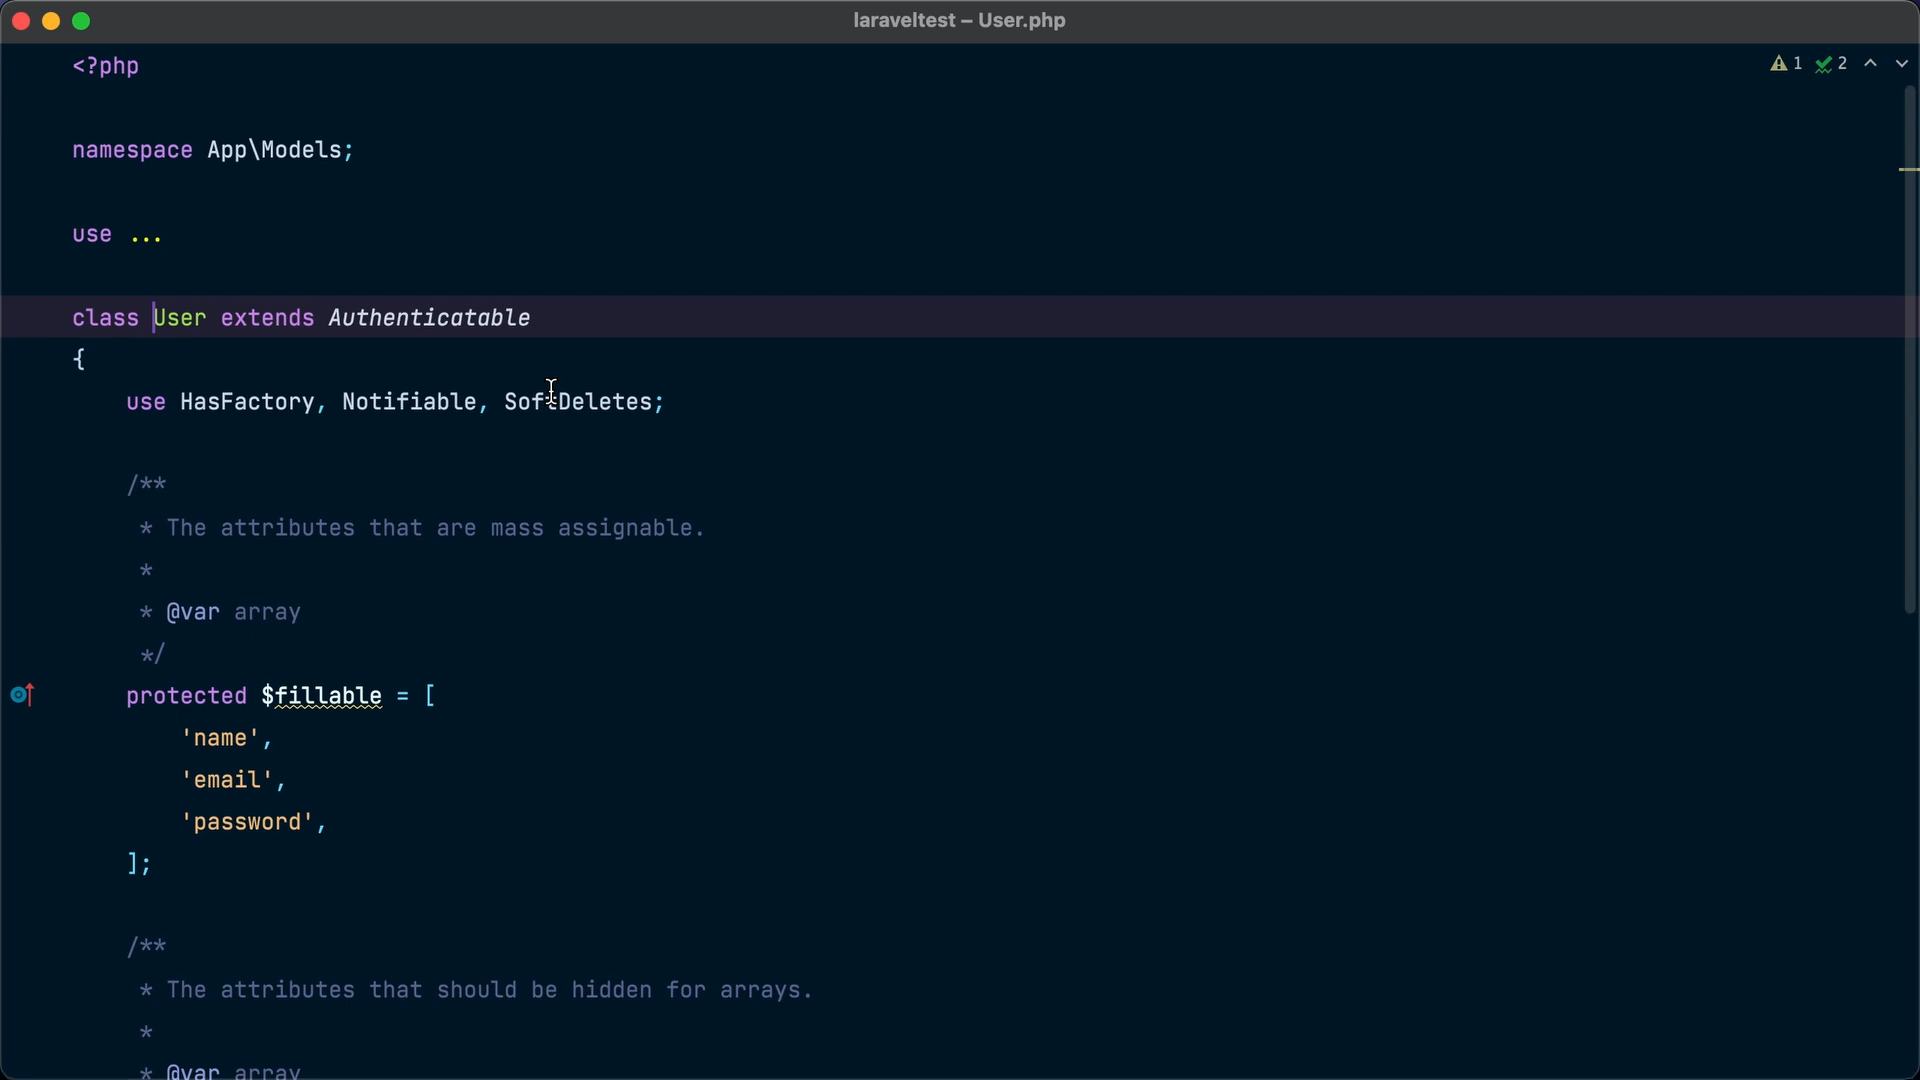 laraveltest – User.php
<?php
1 2
namespace App\Models;
use ...
class User extends Authenticatable
{
use HasFactory, Notifiable, SoftDeletes;
/**
* The attributes that are mass assignable.
*
* @var array
*/
protected $fillable = [
'name',
'email',
'password',
];
/**
* The attributes that should be hidden for arrays.
*
* @var array